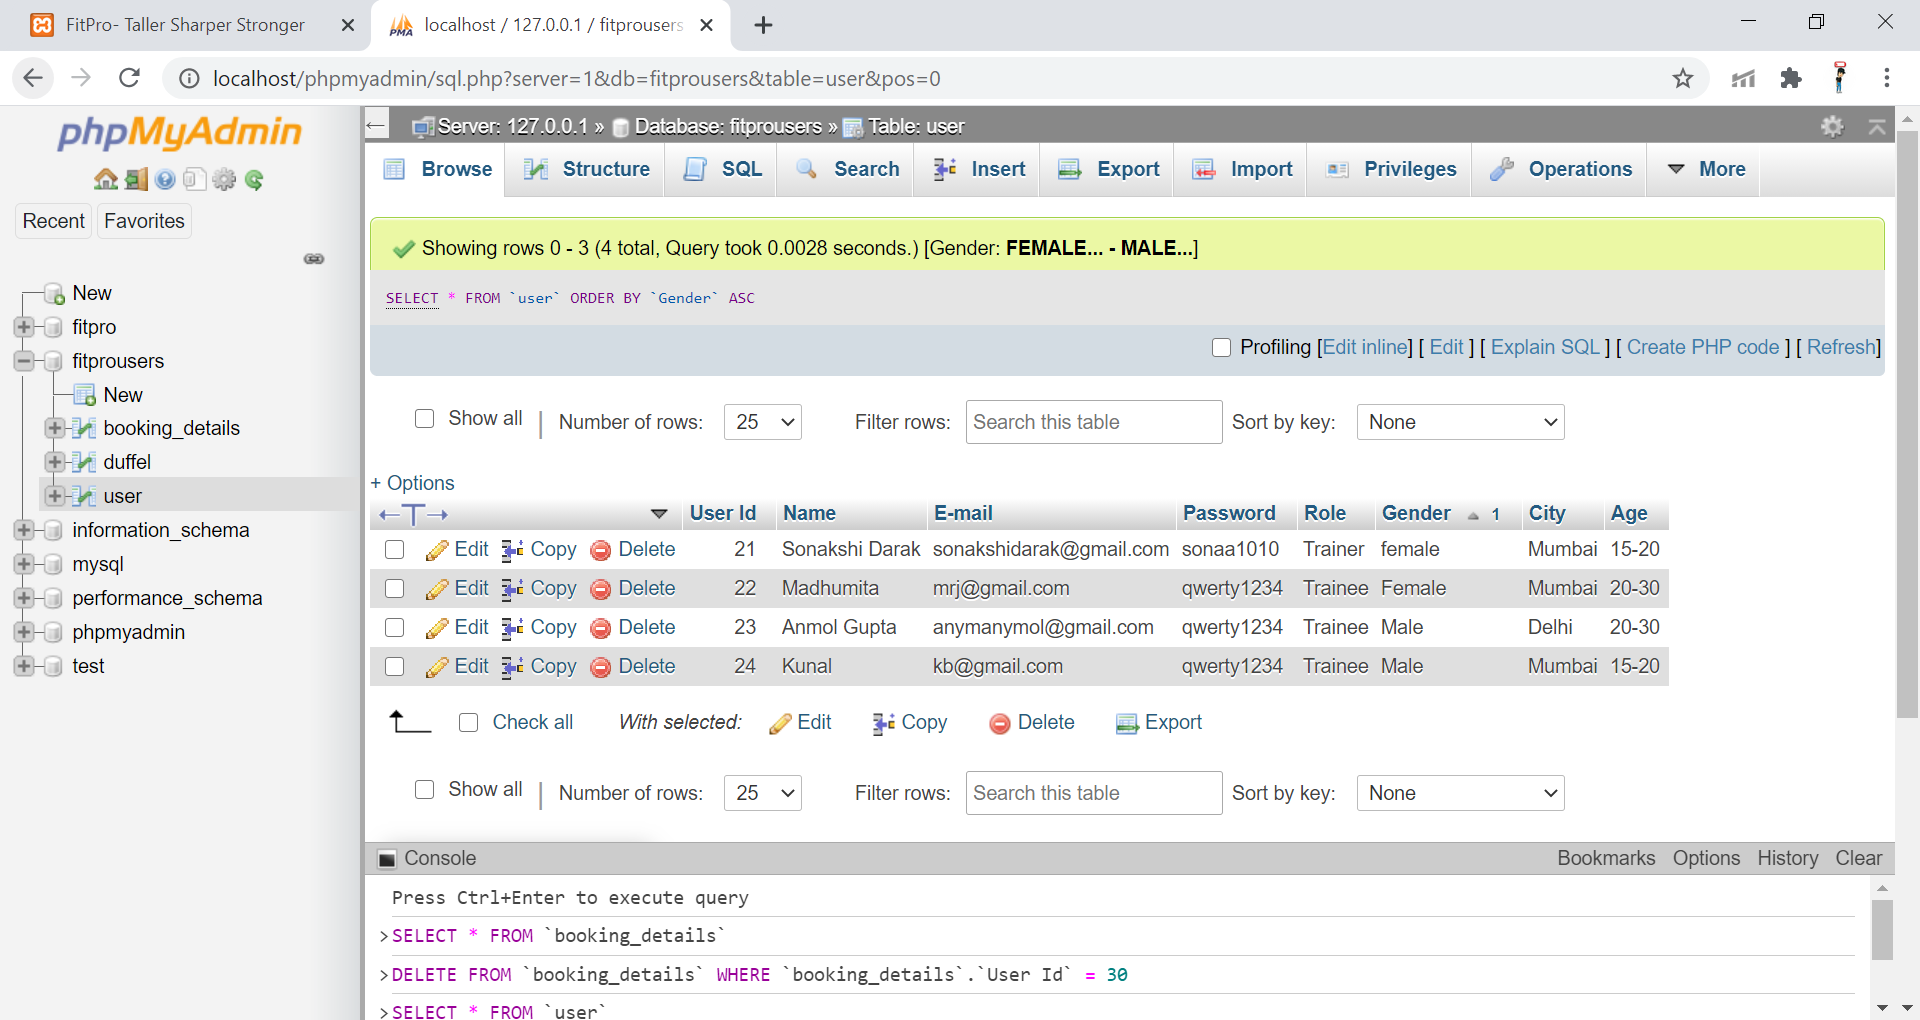 FitPro- Taller Sharper Stronger
localhost / 127.0.0.1 / fitprousers
localhost/phpmyadmin/sql.php?server=1&db=fitprousers&table=user&pos=0
phpMyAdmin
Recent Favorites
New
fitpro
fitprousers
New
booking_details
duffel
user
information_schema
mysql
performance_schema
phpmyadmin
test
Server: 127.0.0.1 » Database: fitprousers » Table: user
Browse Structure SQL Search Insert Export Import Privileges Operations More
Showing rows 0 - 3 (4 total, Query took 0.0028 seconds.) [Gender: FEMALE... - MALE...]
SELECT * FROM `user` ORDER BY `Gender` ASC
Profiling [Edit inline] [ Edit ] [ Explain SQL ] [ Create PHP code ] [ Refresh]
Show all | Number of rows: 25 Filter rows: Search this table Sort by key: None
+ Options
←T→ User Id Name E-mail Password Role Gender 1 City Age
Edit Copy Delete 21 Sonakshi Darak sonakshidarak@gmail.com sonaa1010 Trainer female Mumbai 15-20
Edit Copy Delete 22 Madhumita mrj@gmail.com qwerty1234 Trainee Female Mumbai 20-30
Edit Copy Delete 23 Anmol Gupta anymanymol@gmail.com qwerty1234 Trainee Male Delhi 20-30
Edit Copy Delete 24 Kunal kb@gmail.com qwerty1234 Trainee Male Mumbai 15-20
Check all With selected: Edit Copy Delete Export
Show all | Number of rows: 25 Filter rows: Search this table Sort by key: None
Console Bookmarks Options History Clear
Press Ctrl+Enter to execute query
>SELECT * FROM `booking_details`
>DELETE FROM `booking_details` WHERE `booking_details`.`User Id` = 30
>SELECT * FROM `user`